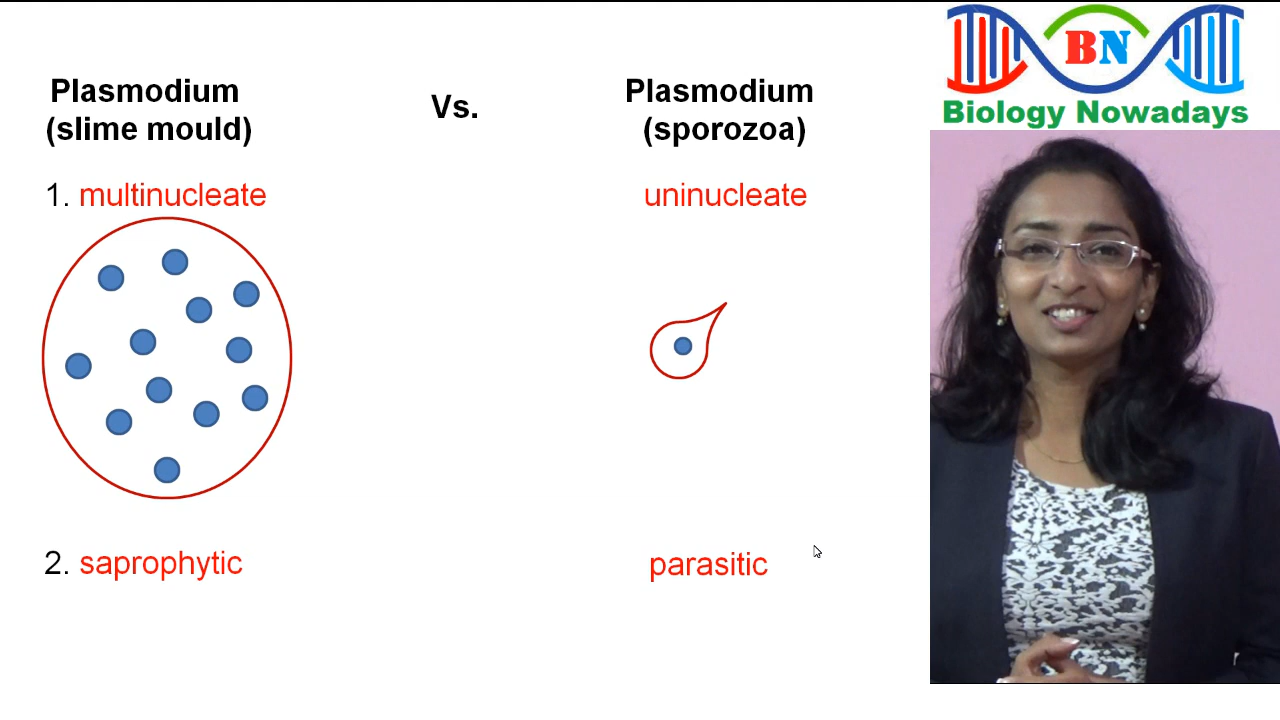 Plasmodium
(slime mould)
Vs.
Plasmodium
(sporozoa)
BN
Biology Nowadays
1. multinucleate
uninucleate
2. saprophytic
parasitic